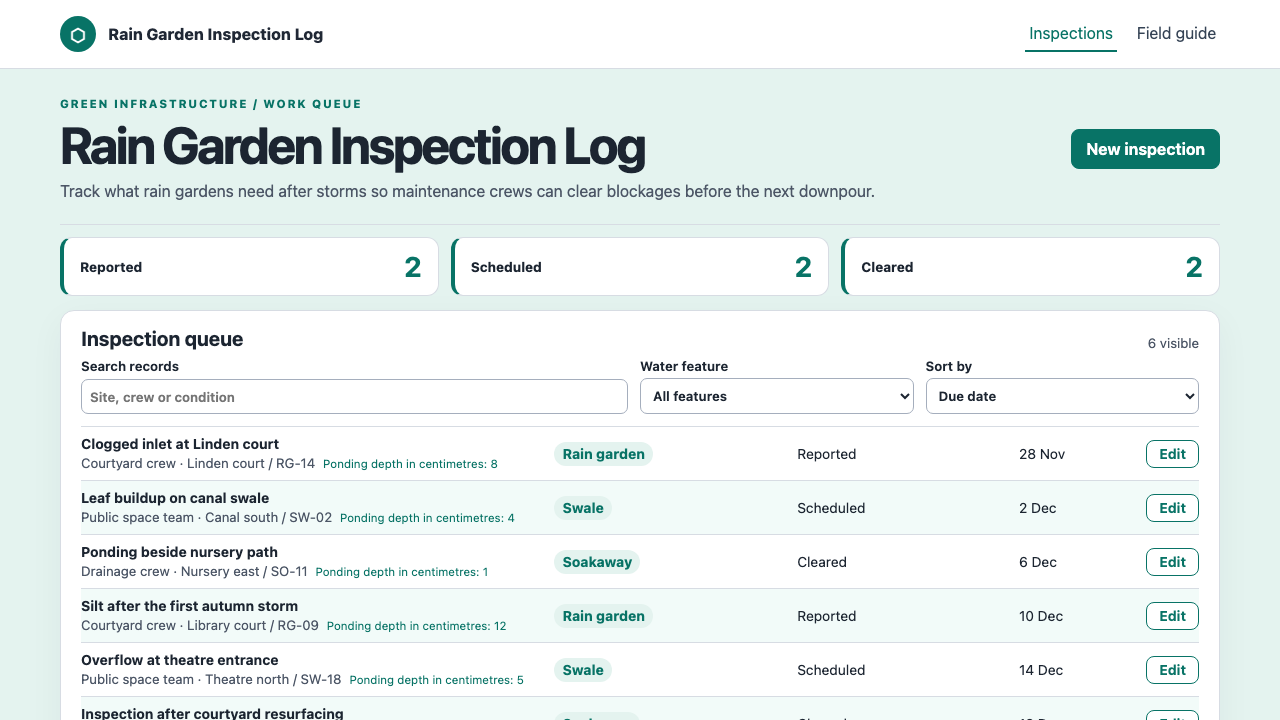 Rain Garden Inspection Log
Inspections
Field guide
GREEN INFRASTRUCTURE / WORK QUEUE
Rain Garden Inspection Log
New inspection
Track what rain gardens need after storms so maintenance crews can clear blockages before the next downpour.
Reported 2
Scheduled 2
Cleared 2
Inspection queue
6 visible
Search records
Water feature
Sort by
Site, crew or condition
All features
Due date
Clogged inlet at Linden court
Courtyard crew · Linden court / RG-14 Ponding depth in centimetres: 8
Rain garden
Reported
28 Nov
Edit
Leaf buildup on canal swale
Public space team · Canal south / SW-02 Ponding depth in centimetres: 4
Swale
Scheduled
2 Dec
Edit
Ponding beside nursery path
Drainage crew · Nursery east / SO-11 Ponding depth in centimetres: 1
Soakaway
Cleared
6 Dec
Edit
Silt after the first autumn storm
Courtyard crew · Library court / RG-09 Ponding depth in centimetres: 12
Rain garden
Reported
10 Dec
Edit
Overflow at theatre entrance
Public space team · Theatre north / SW-18 Ponding depth in centimetres: 5
Swale
Scheduled
14 Dec
Edit
Inspection after courtyard resurfacing